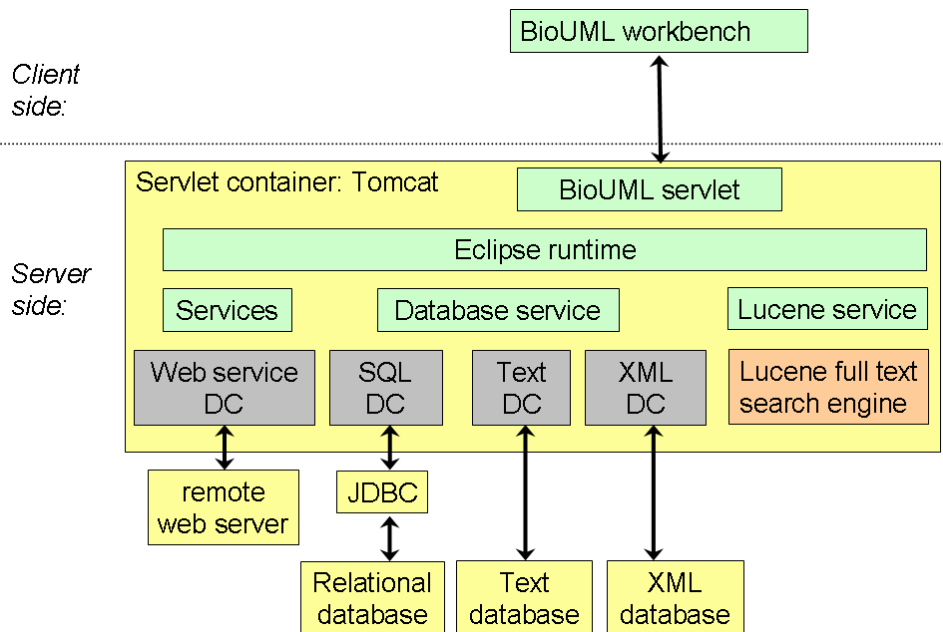 BioUML workbench
Client
side:
Servlet container: Tomcat
BioUML servlet
Eclipse runtime
Server
side:
Services
Database service
Lucene service
Web service
DC
SQL
DC
Text
DC
XML
DC
Lucene full text
search engine
remote
web server
JDBC
Relational
database
Text
database
XML
database